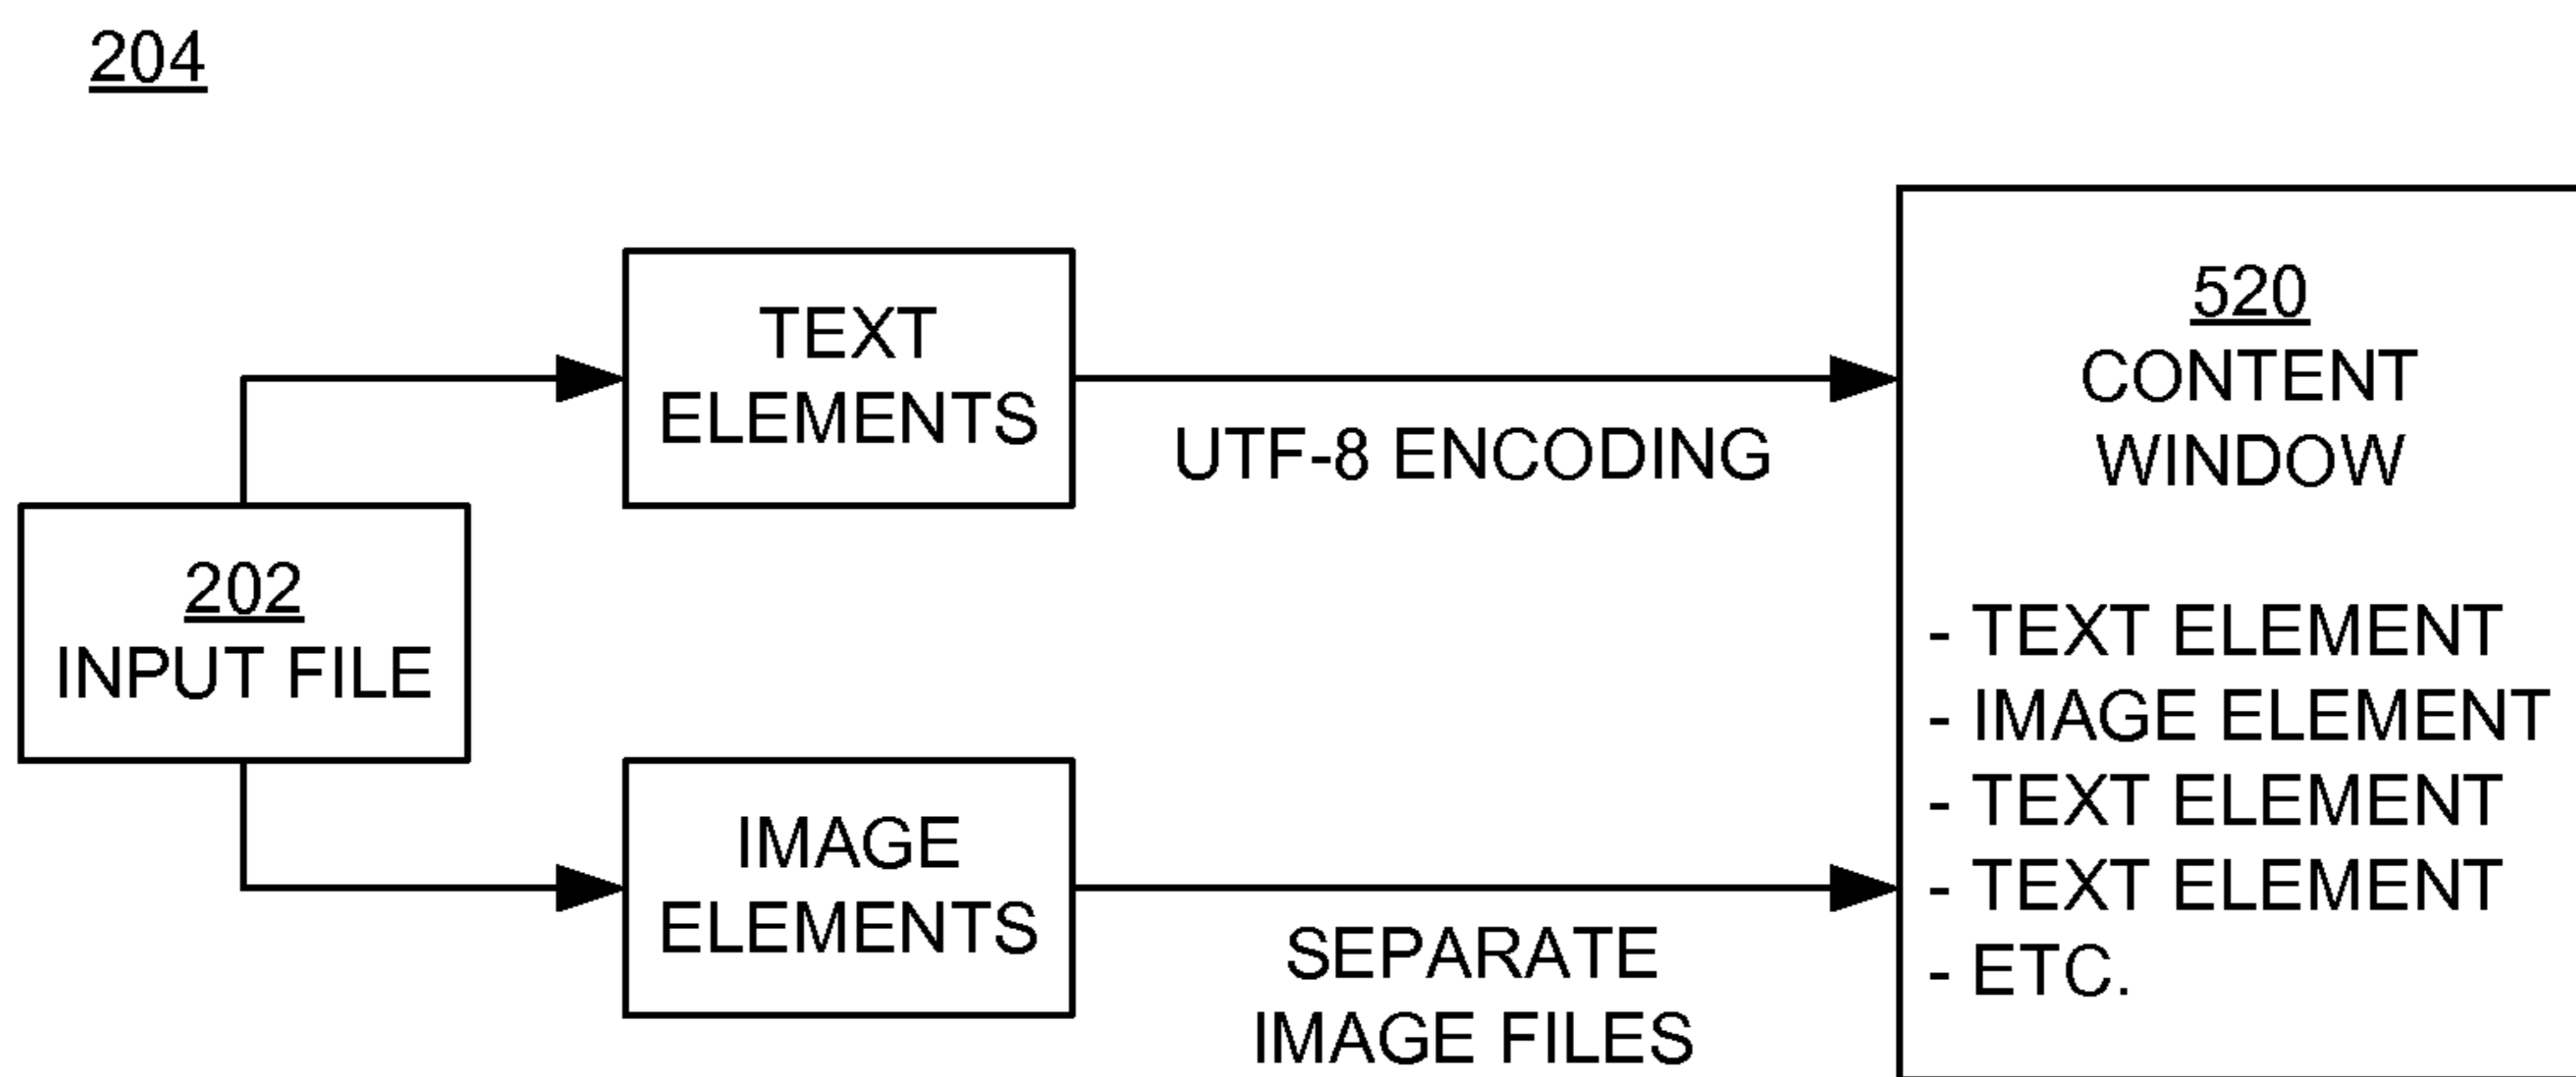 204
202
INPUT FILE
TEXT
ELEMENTS
UTF-8 ENCODING
IMAGE
ELEMENTS
SEPARATE
IMAGE FILES
520
CONTENT
WINDOW
- TEXT ELEMENT
- IMAGE ELEMENT
- TEXT ELEMENT
- TEXT ELEMENT
- ETC.